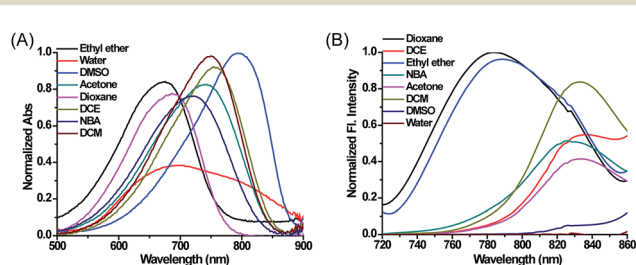 (A)
Normalized Abs
1.0
0.8
0.6
0.4
0.2
0.0
Ethyl ether
Water
DMSO
Acetone
Dioxane
DCE
NBA
DCM
500 600 700 800 900
Wavelength (nm)
(B)
Normalized Fl. Intensity
1.0
0.8
0.6
0.4
0.2
0.0
Dioxane
DCE
Ethyl ether
NBA
Acetone
DCM
DMSO
Water
720 740 760 780 800 820 840 860
Wavelength (nm)